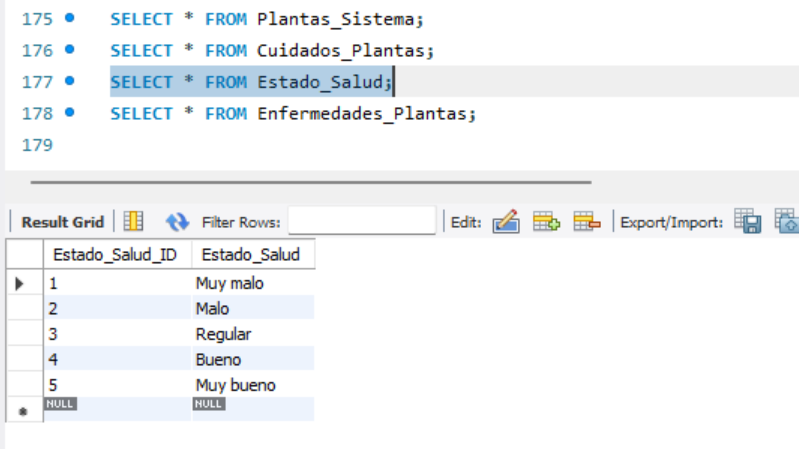 175 SELECT * FROM Plantas_Sistema;
176 SELECT * FROM Cuidados_Plantas;
177 SELECT * FROM Estado_Salud;
178 SELECT * FROM Enfermedades_Plantas;
179
Result Grid Filter Rows: Edit: Export/Import:
Estado_Salud_ID Estado_Salud
1 Muy malo
2 Malo
3 Regular
4 Bueno
5 Muy bueno
NULL NULL